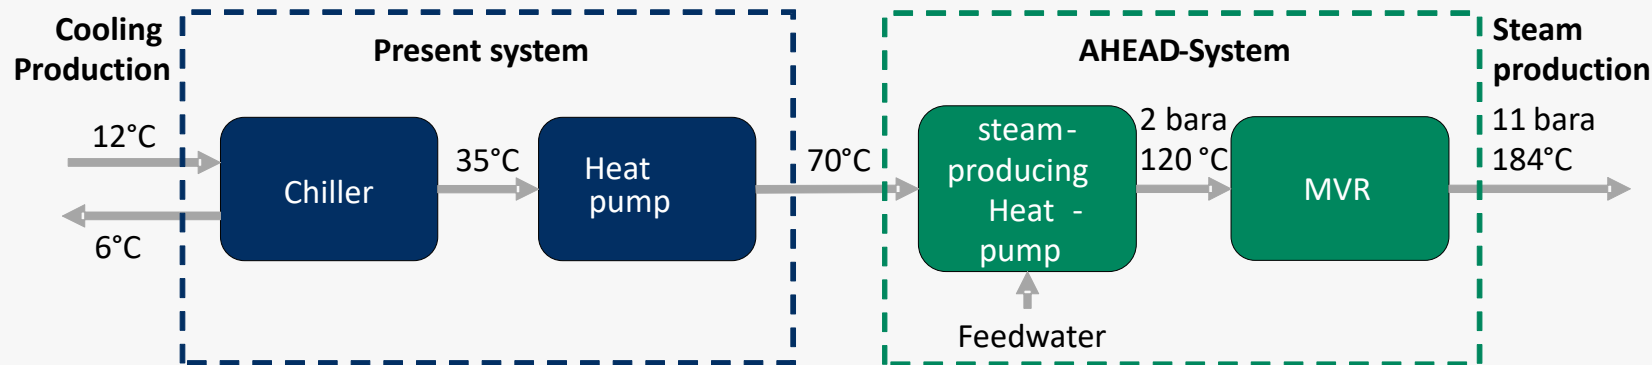 Cooling
Production
Present system
AHEAD-System
Steam
production
12°C
6°C
Chiller
35°C
Heat
pump
70°C
steam-
producing
Heat -
pump
Feedwater
2 bara
120 °C
MVR
11 bara
184°C